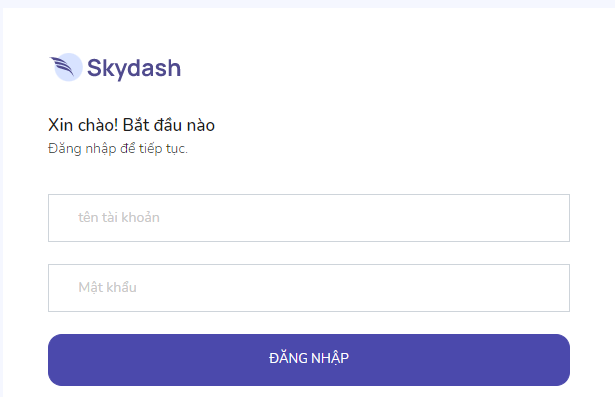 Skydash
Xin chào! Bắt đầu nào
Đăng nhập để tiếp tục.
tên tài khoản
Mật khẩu
ĐĂNG NHẬP